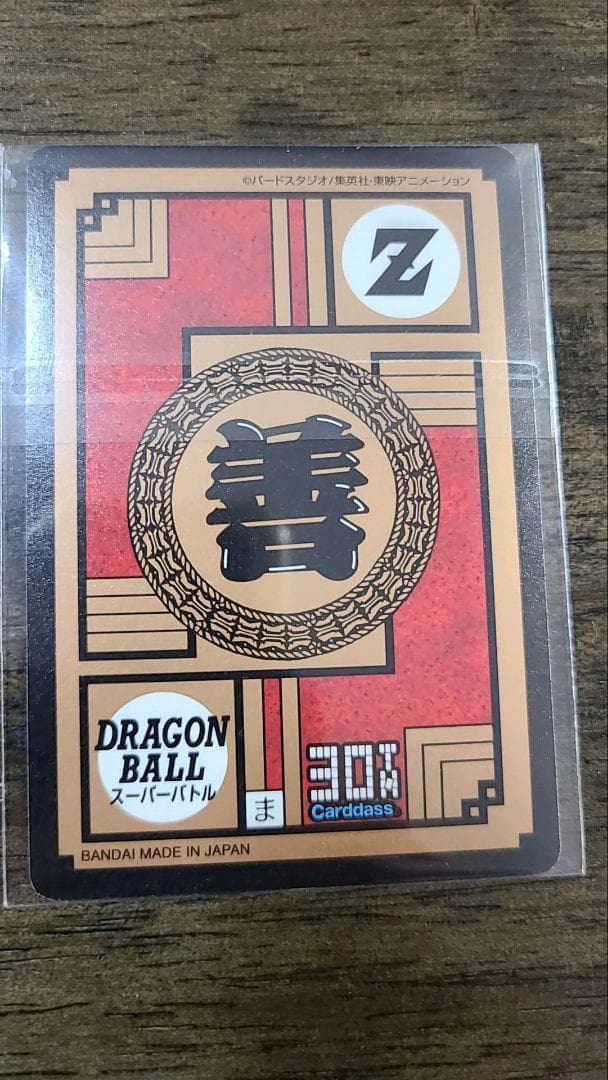 ©バードスタジオ/集英社・東映アニメーション
Z
善
DRAGON
BALL
スーパーバトル
ま
30TH
Carddass
BANDAI MADE IN JAPAN